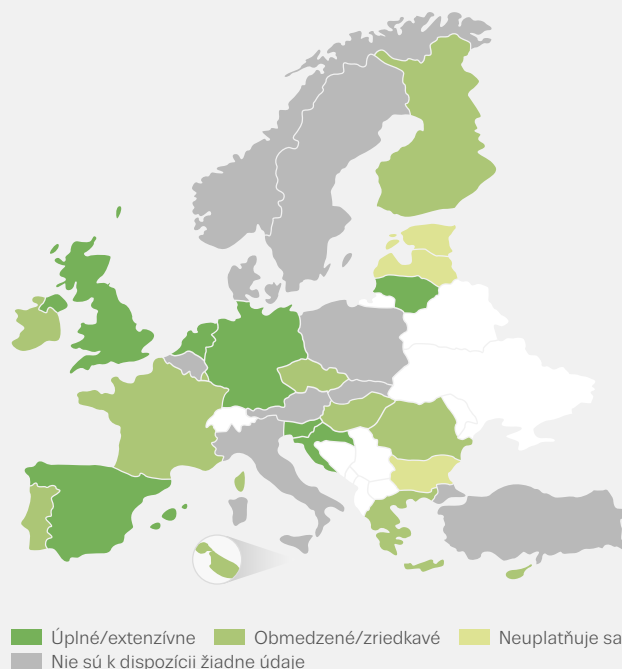 Úplné/extenzívne Obmedzené/zriedkavé Neuplatňuje sa
Nie sú k dispozícii žiadne údaje